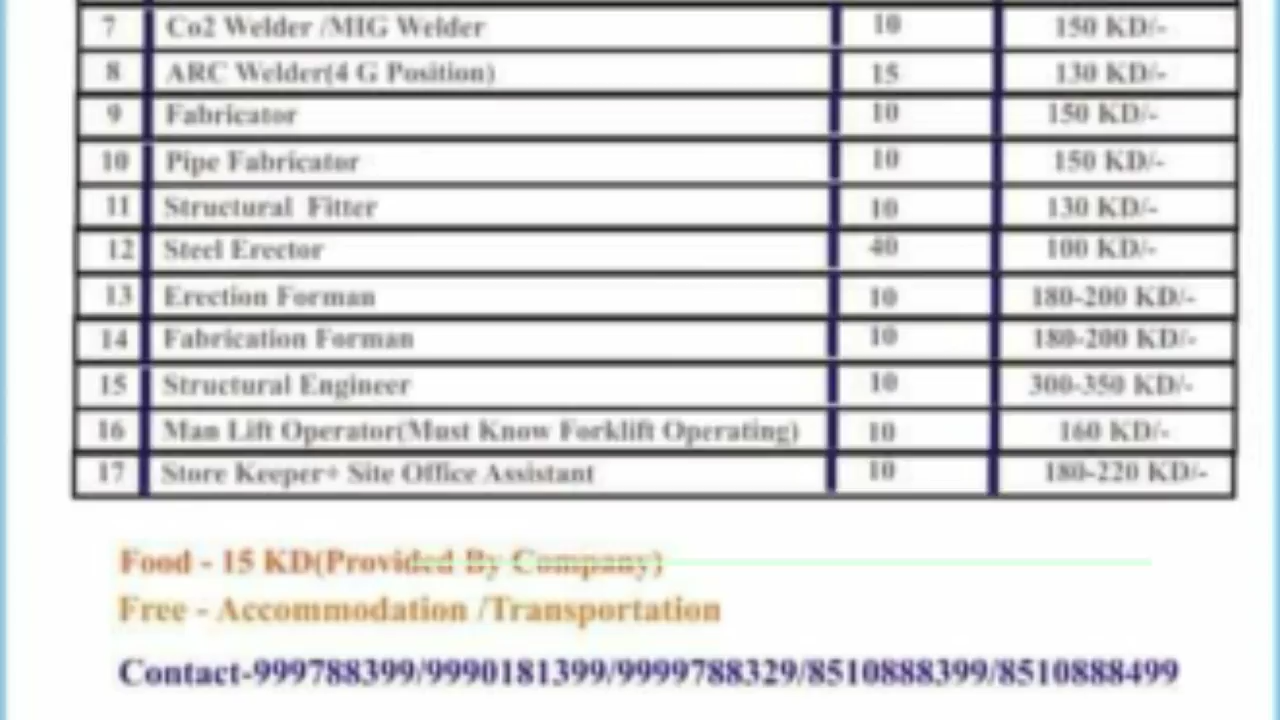 7 Co2 Welder /MIG Welder 10 150 KD/-
8 ARC Welder(4 G Position) 15 130 KD/-
9 Fabricator 10 150 KD/-
10 Pipe Fabricator 10 150 KD/-
11 Structural Fitter 10 130 KD/-
12 Steel Erector 40 100 KD/-
13 Erection Forman 10 180-200 KD/-
14 Fabrication Forman 10 180-200 KD/-
15 Structural Engineer 10 300-350 KD/-
16 Man Lift Operator(Must Know Forklift Operating) 10 160 KD/-
17 Store Keeper+ Site Office Assistant 10 180-220 KD/-
Food - 15 KD(Provided By Company)
Free - Accommodation /Transportation
Contact-999788399/9990181399/9999788329/8510888399/8510888499